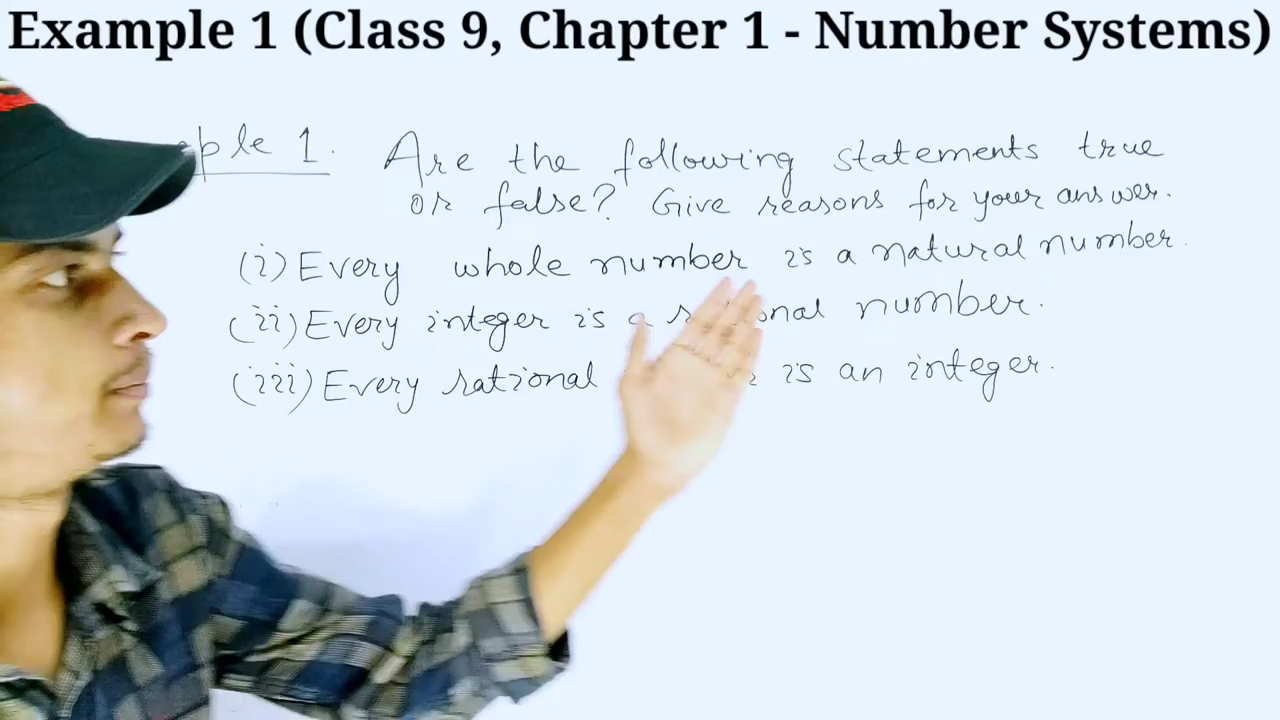 Example 1 (Class 9, Chapter 1 - Number Systems)
ple 1. Are the following statements true
or false? Give reasons for your answer.
(i) Every whole number is a natural number.
(ii) Every integer is a number.
(iii) Every rational is an integer.